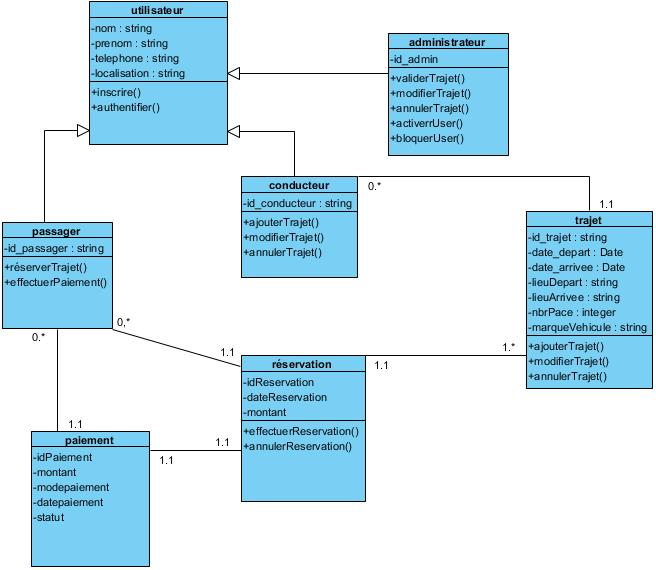 utilisateur
-nom : string
-prenom : string
-telephone : string
-localisation : string
+inscrire()
+authentifier()
administrateur
-id_admin
+validerTrajet()
+modifierTrajet()
+annulerTrajet()
+activerrUser()
+bloquerUser()
conducteur
-id_conducteur : string
+ajouterTrajet()
+modifierTrajet()
+annulerTrajet()
0.*
1.1
passager
-id_passager : string
+réserverTrajet()
+effectuerPaiement()
trajet
-id_trajet : string
-date_depart : Date
-date_arrivee : Date
-lieuDepart : string
-lieuArrivee : string
-nbrPace : integer
-marqueVehicule : string
+ajouterTrajet()
+modifierTrajet()
+annulerTrajet()
0.*
0,*
1.1
1.1
1.*
réservation
-idReservation
-dateReservation
-montant
+effectuerReservation()
+annulerReservation()
1.1
1.1
1.1
paiement
-idPaiement
-montant
-modepaiement
-datepaiement
-statut